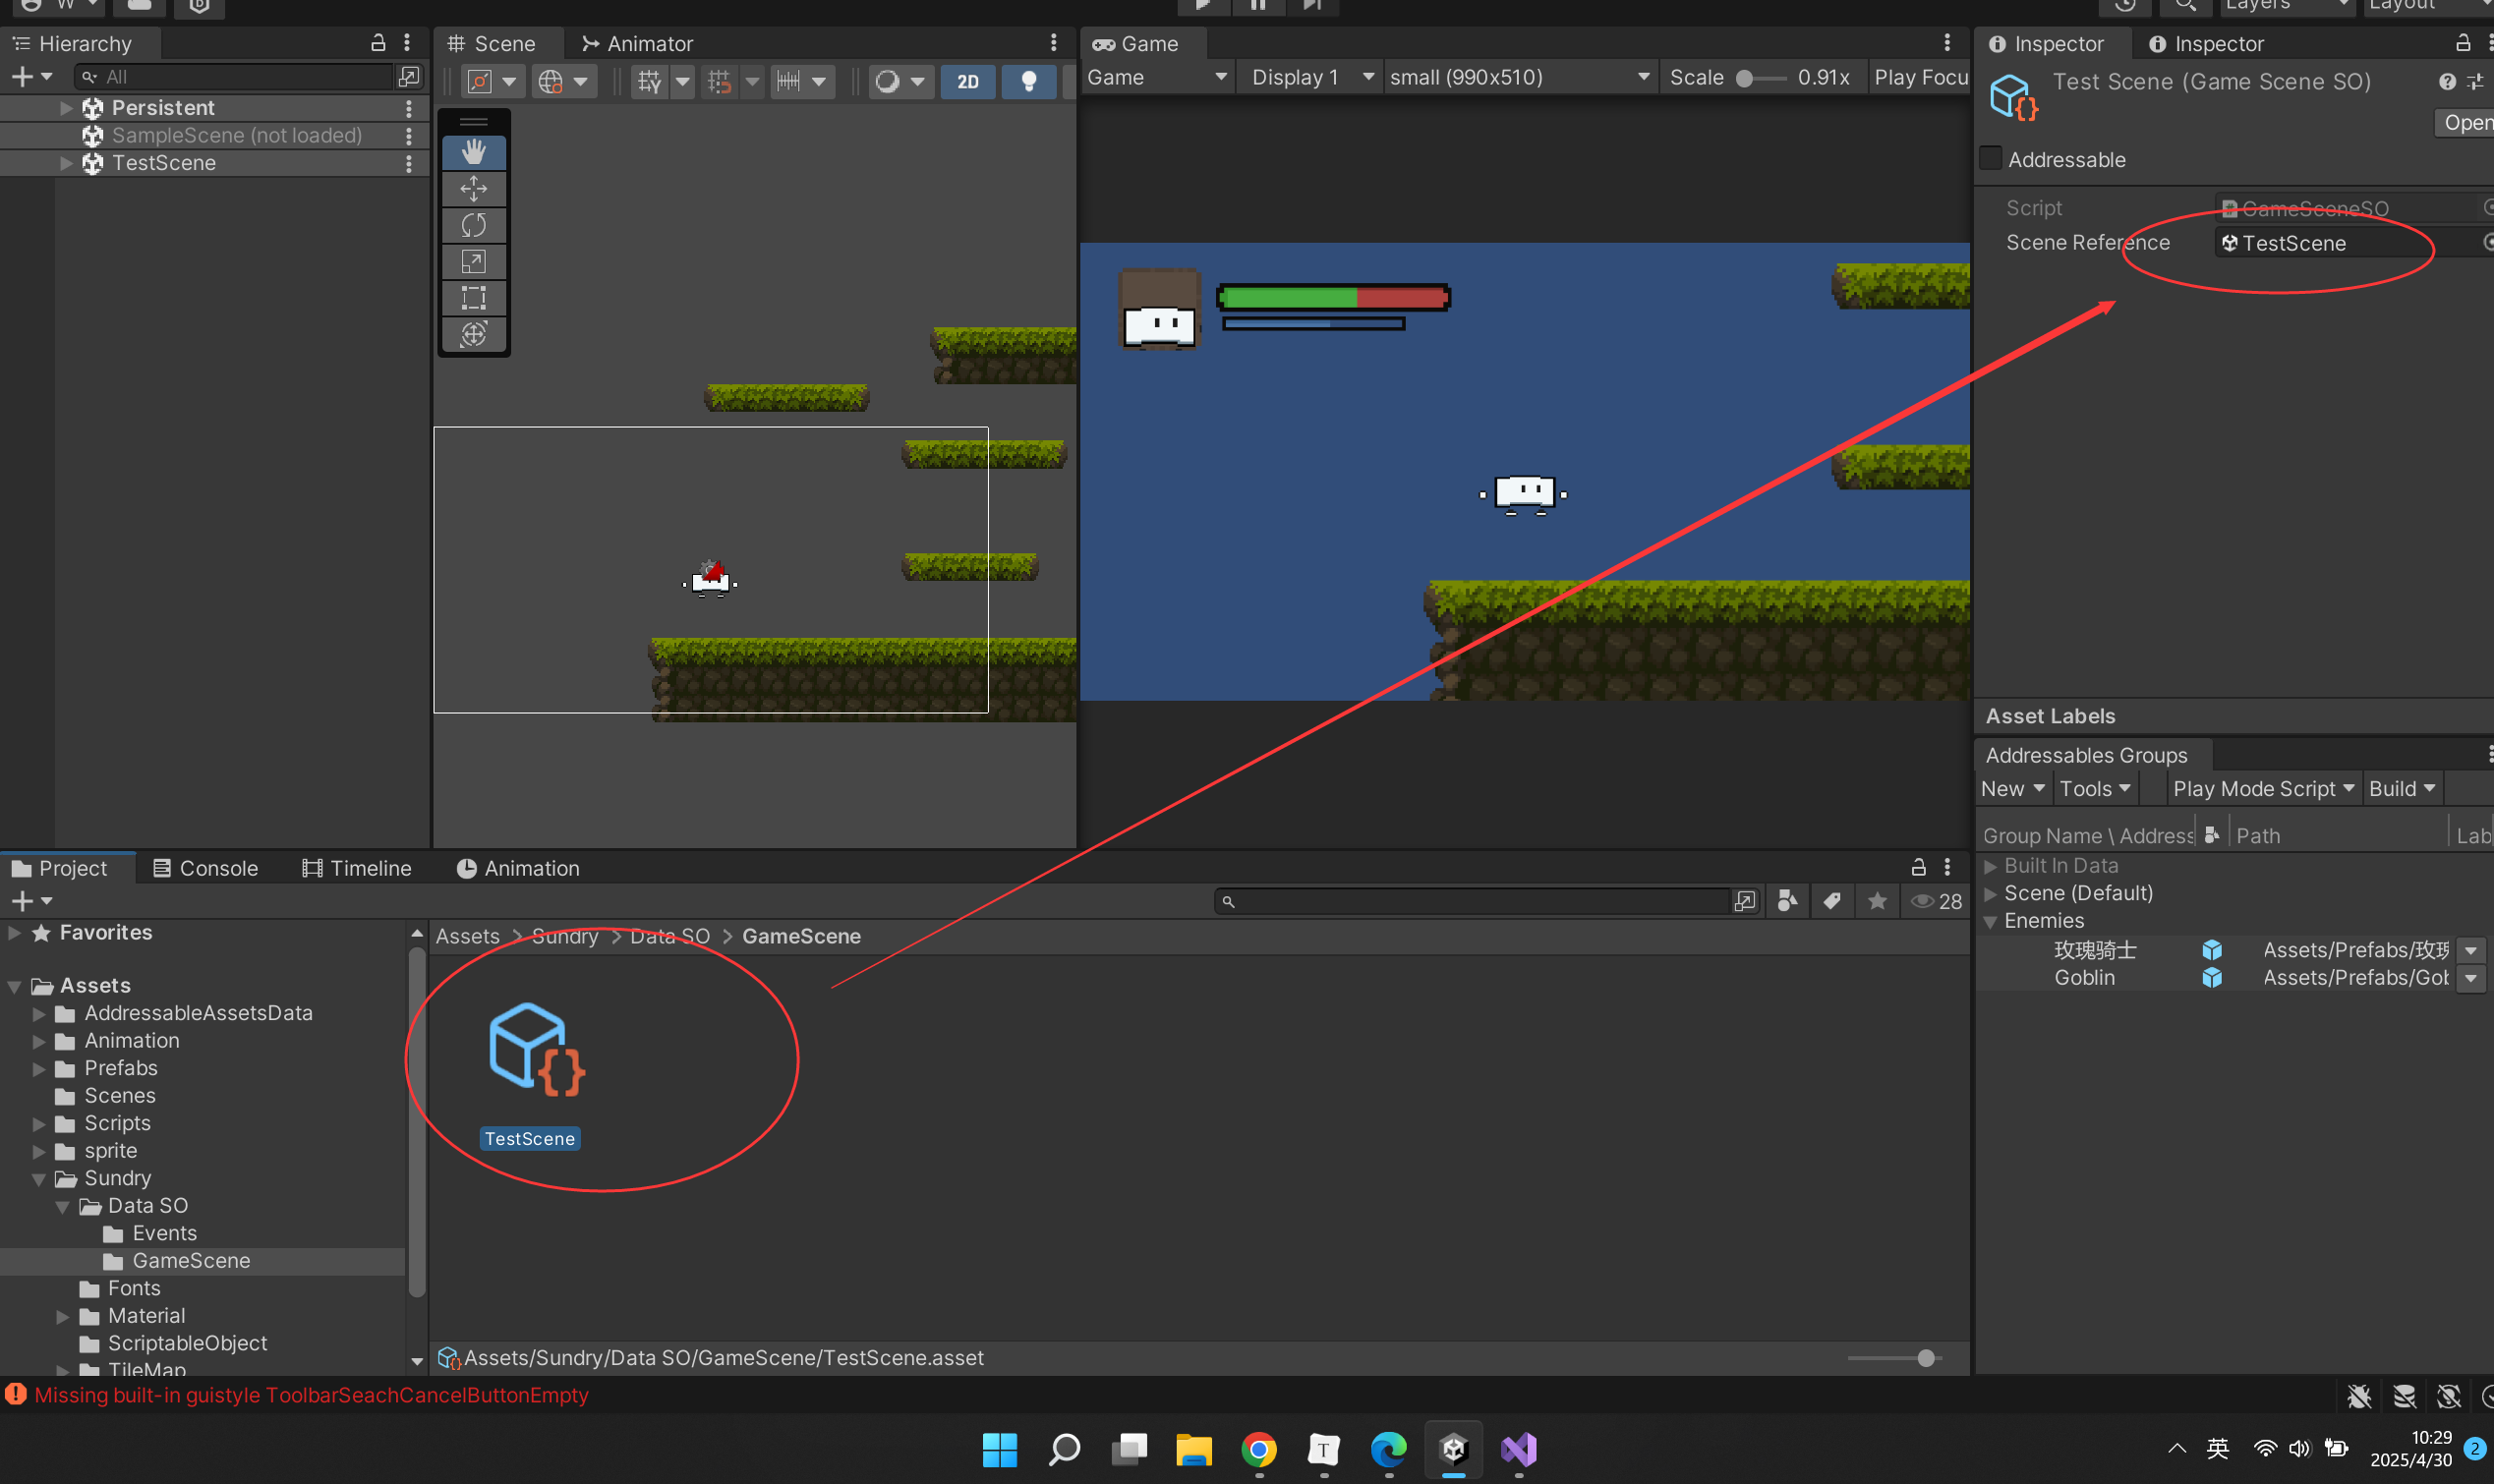 W
Layers
Layout
Hierarchy
All
Persistent
SampleScene (not loaded)
TestScene
Scene
Animator
2D
Game
Game
Display 1
small (990x510)
Scale
0.91x
Play Focu
Inspector
Inspector
Test Scene (Game Scene SO)
Open
Addressable
Script
GameSceneSO
Scene Reference
TestScene
Asset Labels
Addressables Groups
New
Tools
Play Mode Script
Build
Group Name \ Address
Path
Lab
Built In Data
Scene (Default)
Enemies
玫瑰骑士
Assets/Prefabs/玫瑰
Goblin
Assets/Prefabs/Gob
Project
Console
Timeline
Animation
28
Favorites
Assets
AddressableAssetsData
Animation
Prefabs
Scenes
Scripts
sprite
Sundry
Data SO
Events
GameScene
Fonts
Material
ScriptableObject
TileMap
Assets > Sundry > Data SO > GameScene
TestScene
Assets/Sundry/Data SO/GameScene/TestScene.asset
Missing built-in guistyle ToolbarSeachCancelButtonEmpty
T
英
10:29
2025/4/30
2